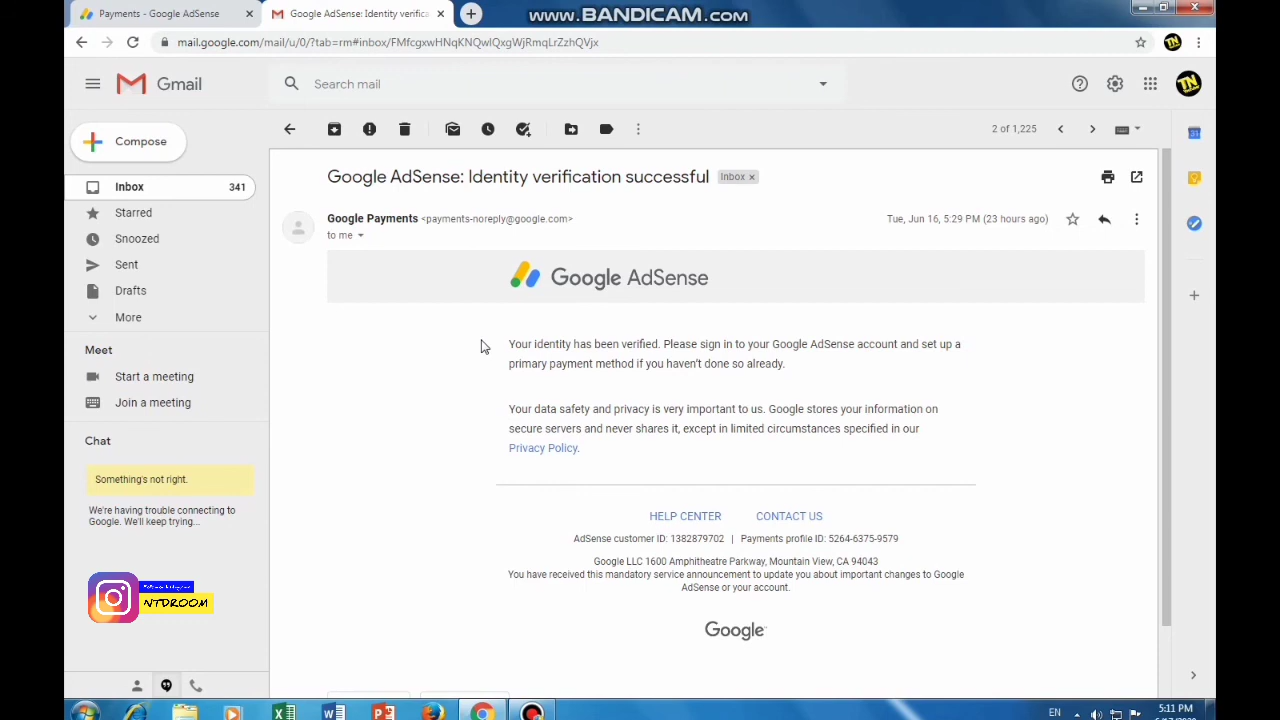 Payments - Google AdSense
Google AdSense: Identity verifica
www.BANDICAM.com
mail.google.com/mail/u/0/?tab=rm#inbox/FMfcgxwHNqKNQwlQxgWjRmqLrZzhQVjx
Gmail
Search mail
Compose
2 of 1,225
Inbox 341
Starred
Snoozed
Sent
Drafts
More
Meet
Start a meeting
Join a meeting
Chat
Something's not right.
We're having trouble connecting to
Google. We'll keep trying...
NTDROOM
Google AdSense: Identity verification successful
Inbox x
Google Payments <payments-noreply@google.com>
Tue, Jun 16, 5:29 PM (23 hours ago)
to me
Google AdSense
Your identity has been verified. Please sign in to your Google AdSense account and set up a
primary payment method if you haven't done so already.
Your data safety and privacy is very important to us. Google stores your information on
secure servers and never shares it, except in limited circumstances specified in our
Privacy Policy.
HELP CENTER CONTACT US
AdSense customer ID: 1382879702 | Payments profile ID: 5264-6375-9579
Google LLC 1600 Amphitheatre Parkway, Mountain View, CA 94043
You have received this mandatory service announcement to update you about important changes to Google
AdSense or your account.
Google
EN
5:11 PM